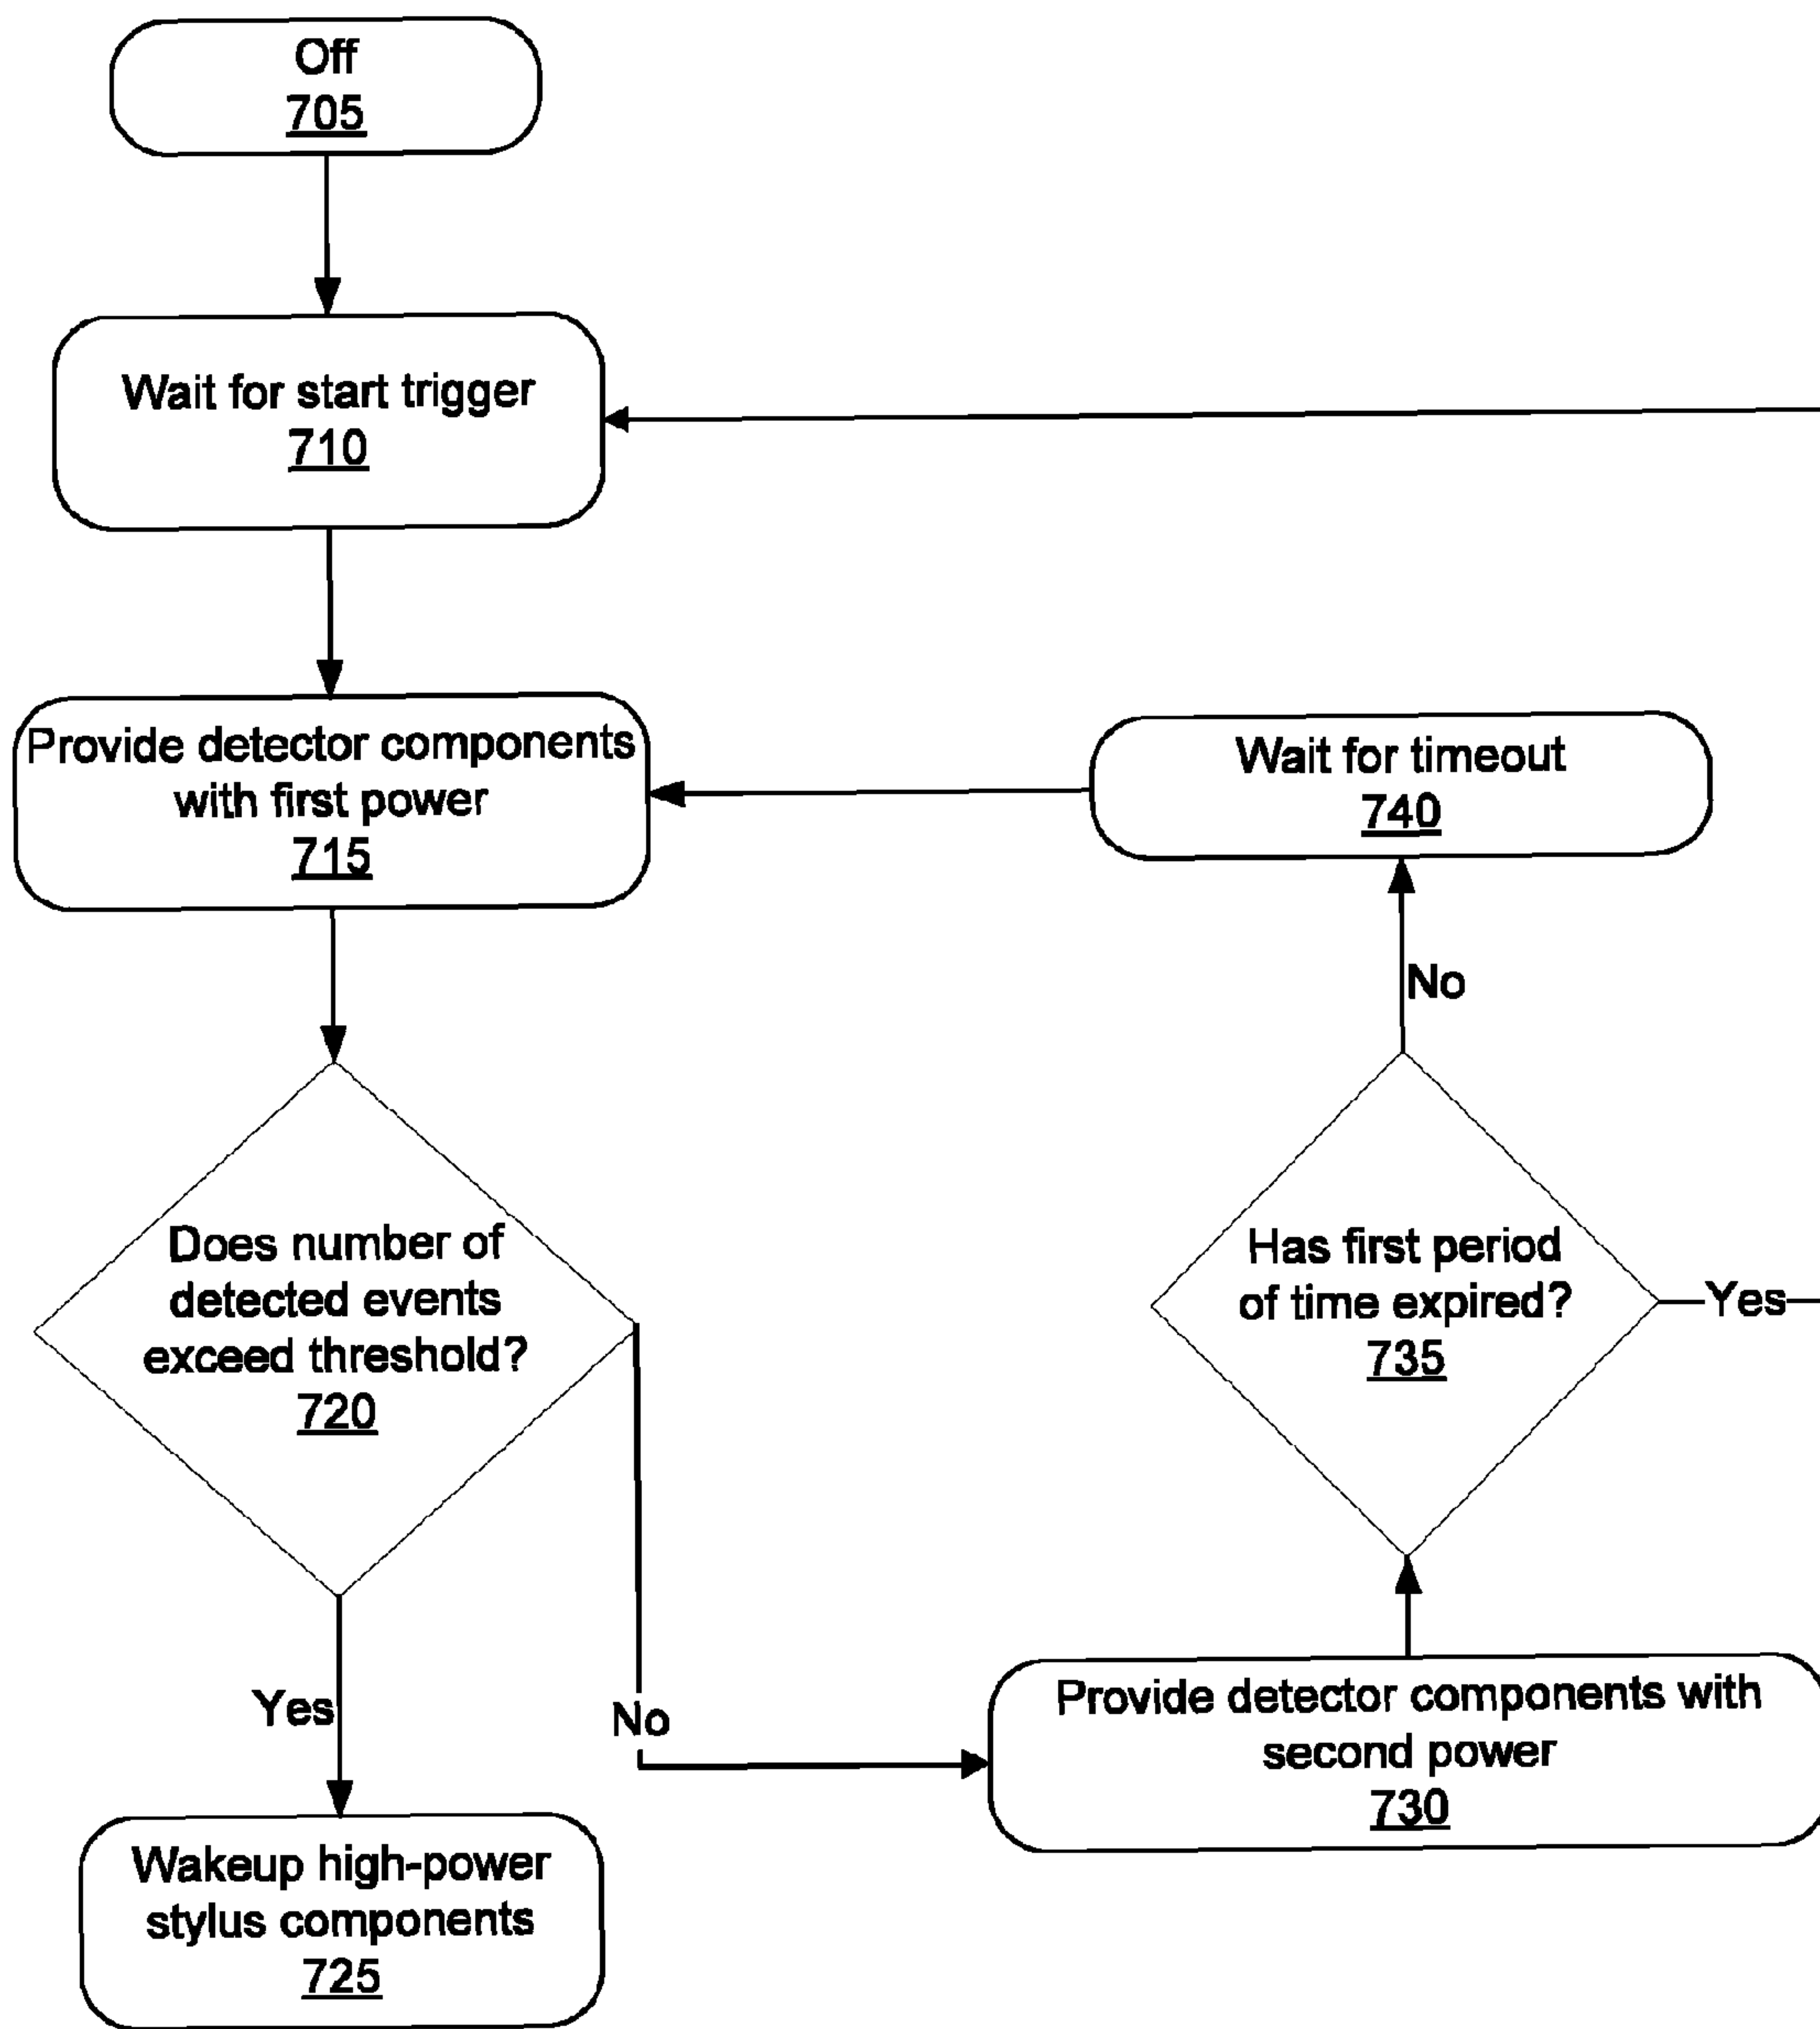 Off
705
Wait for start trigger
710
Provide detector components
with first power
715
Wait for timeout
740
No
Does number of
detected events
exceed threshold?
720
Has first period
of time expired?
735
Yes
Yes
No
Provide detector components with
second power
730
Wakeup high-power
stylus components
725